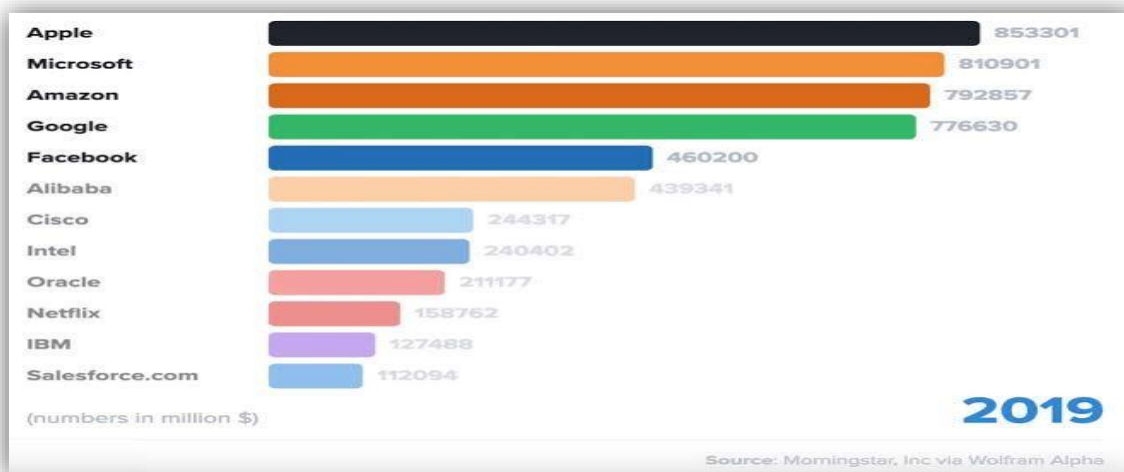 Apple 853301
Microsoft 810901
Amazon 792857
Google 776630
Facebook 460200
Alibaba 439341
Cisco 244317
Intel 240402
Oracle 211177
Netflix 158762
IBM 127488
Salesforce.com 112094
(numbers in million $) 2019
Source: Morningstar, Inc via Wolfram Alpha